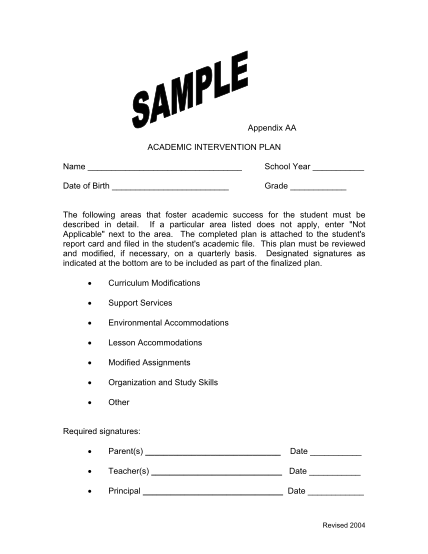 SAMPLE
Appendix AA
ACADEMIC INTERVENTION PLAN
Name ________________________________ School Year ___________
Date of Birth _________________________ Grade ____________
The following areas that foster academic success for the student must be
described in detail. If a particular area listed does not apply, enter "Not
Applicable" next to the area. The completed plan is attached to the student's
report card and filed in the student's academic file. This plan must be reviewed
and modified, if necessary, on a quarterly basis. Designated signatures as
indicated at the bottom are to be included as part of the finalized plan.
• Curriculum Modifications
• Support Services
• Environmental Accommodations
• Lesson Accommodations
• Modified Assignments
• Organization and Study Skills
• Other
Required signatures:
• Parent(s) ____________________________ Date ___________
• Teacher(s) ____________________________ Date ___________
• Principal ______________________________ Date ____________
Revised 2004